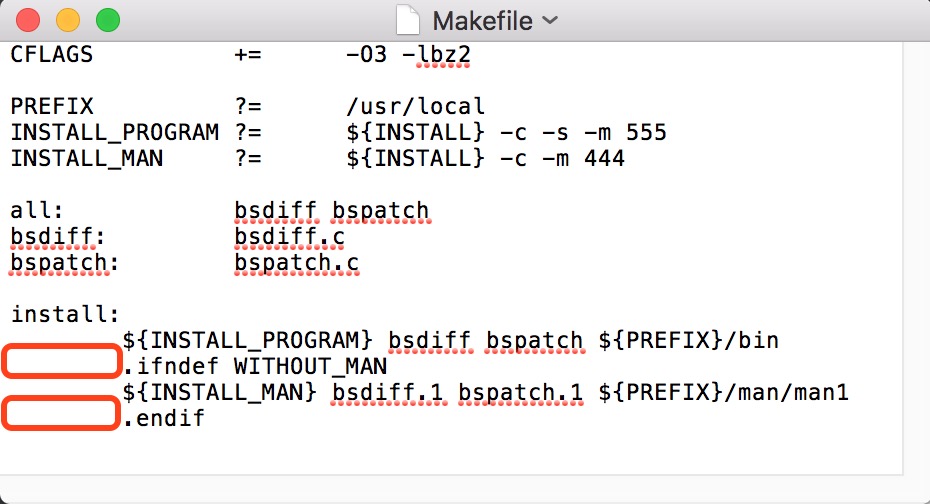 Makefile
CFLAGS += -O3 -lbz2
PREFIX ?= /usr/local
INSTALL_PROGRAM ?= ${INSTALL} -c -s -m 555
INSTALL_MAN ?= ${INSTALL} -c -m 444
all: bsdiff bspatch
bsdiff: bsdiff.c
bspatch: bspatch.c
install:
${INSTALL_PROGRAM} bsdiff bspatch ${PREFIX}/bin
.ifndef WITHOUT_MAN
${INSTALL_MAN} bsdiff.1 bspatch.1 ${PREFIX}/man/man1
.endif